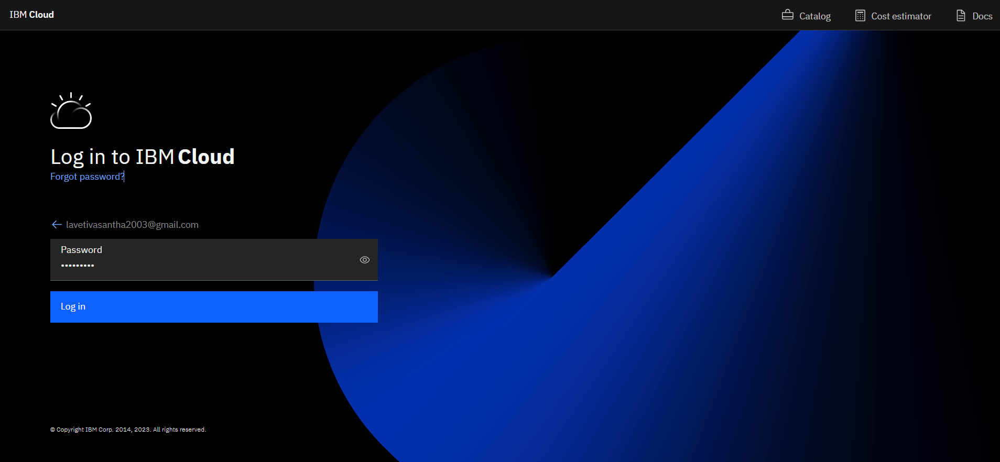 IBM Cloud
Catalog
Cost estimator
Docs
Log in to IBM Cloud
Forgot password?
lavetivasantha2003@gmail.com
Password
•••••••••
Log in
© Copyright IBM Corp. 2014, 2023. All rights reserved.